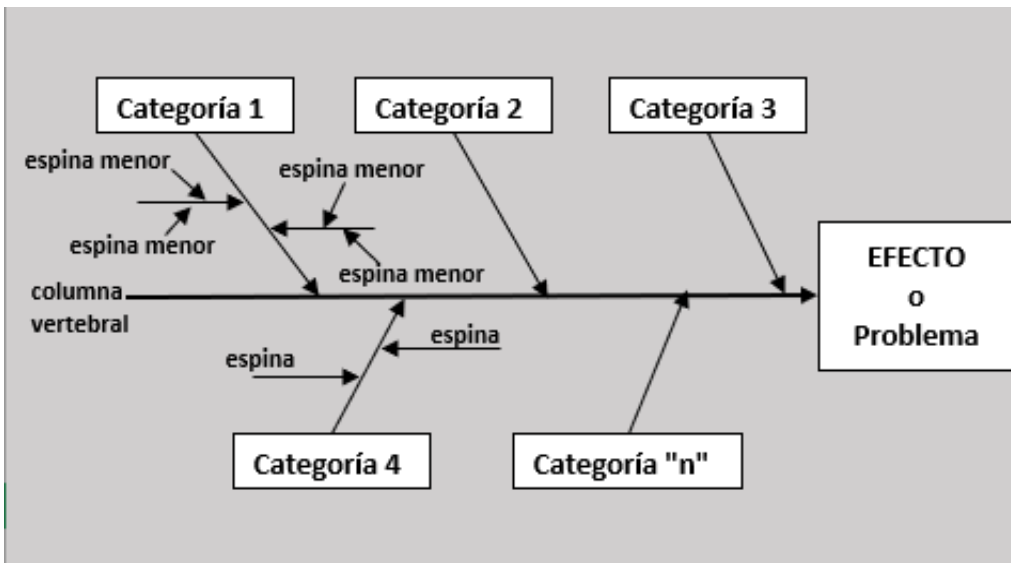 Categoría 1
Categoría 2
Categoría 3
espina menor
espina menor
espina menor
espina menor
columna
vertebral
EFECTO
o
Problema
espina
espina
Categoría 4
Categoría "n"